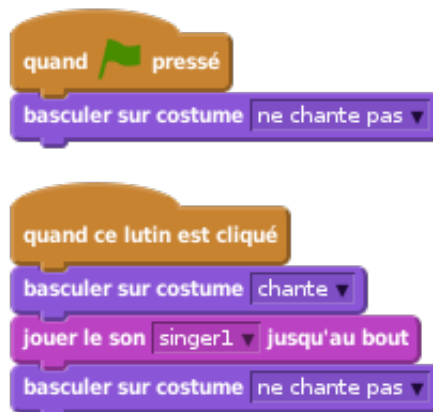 quand pressé
basculer sur costume ne chante pas
quand ce lutin est cliqué
basculer sur costume chante
jouer le son singer1 jusqu'au bout
basculer sur costume ne chante pas